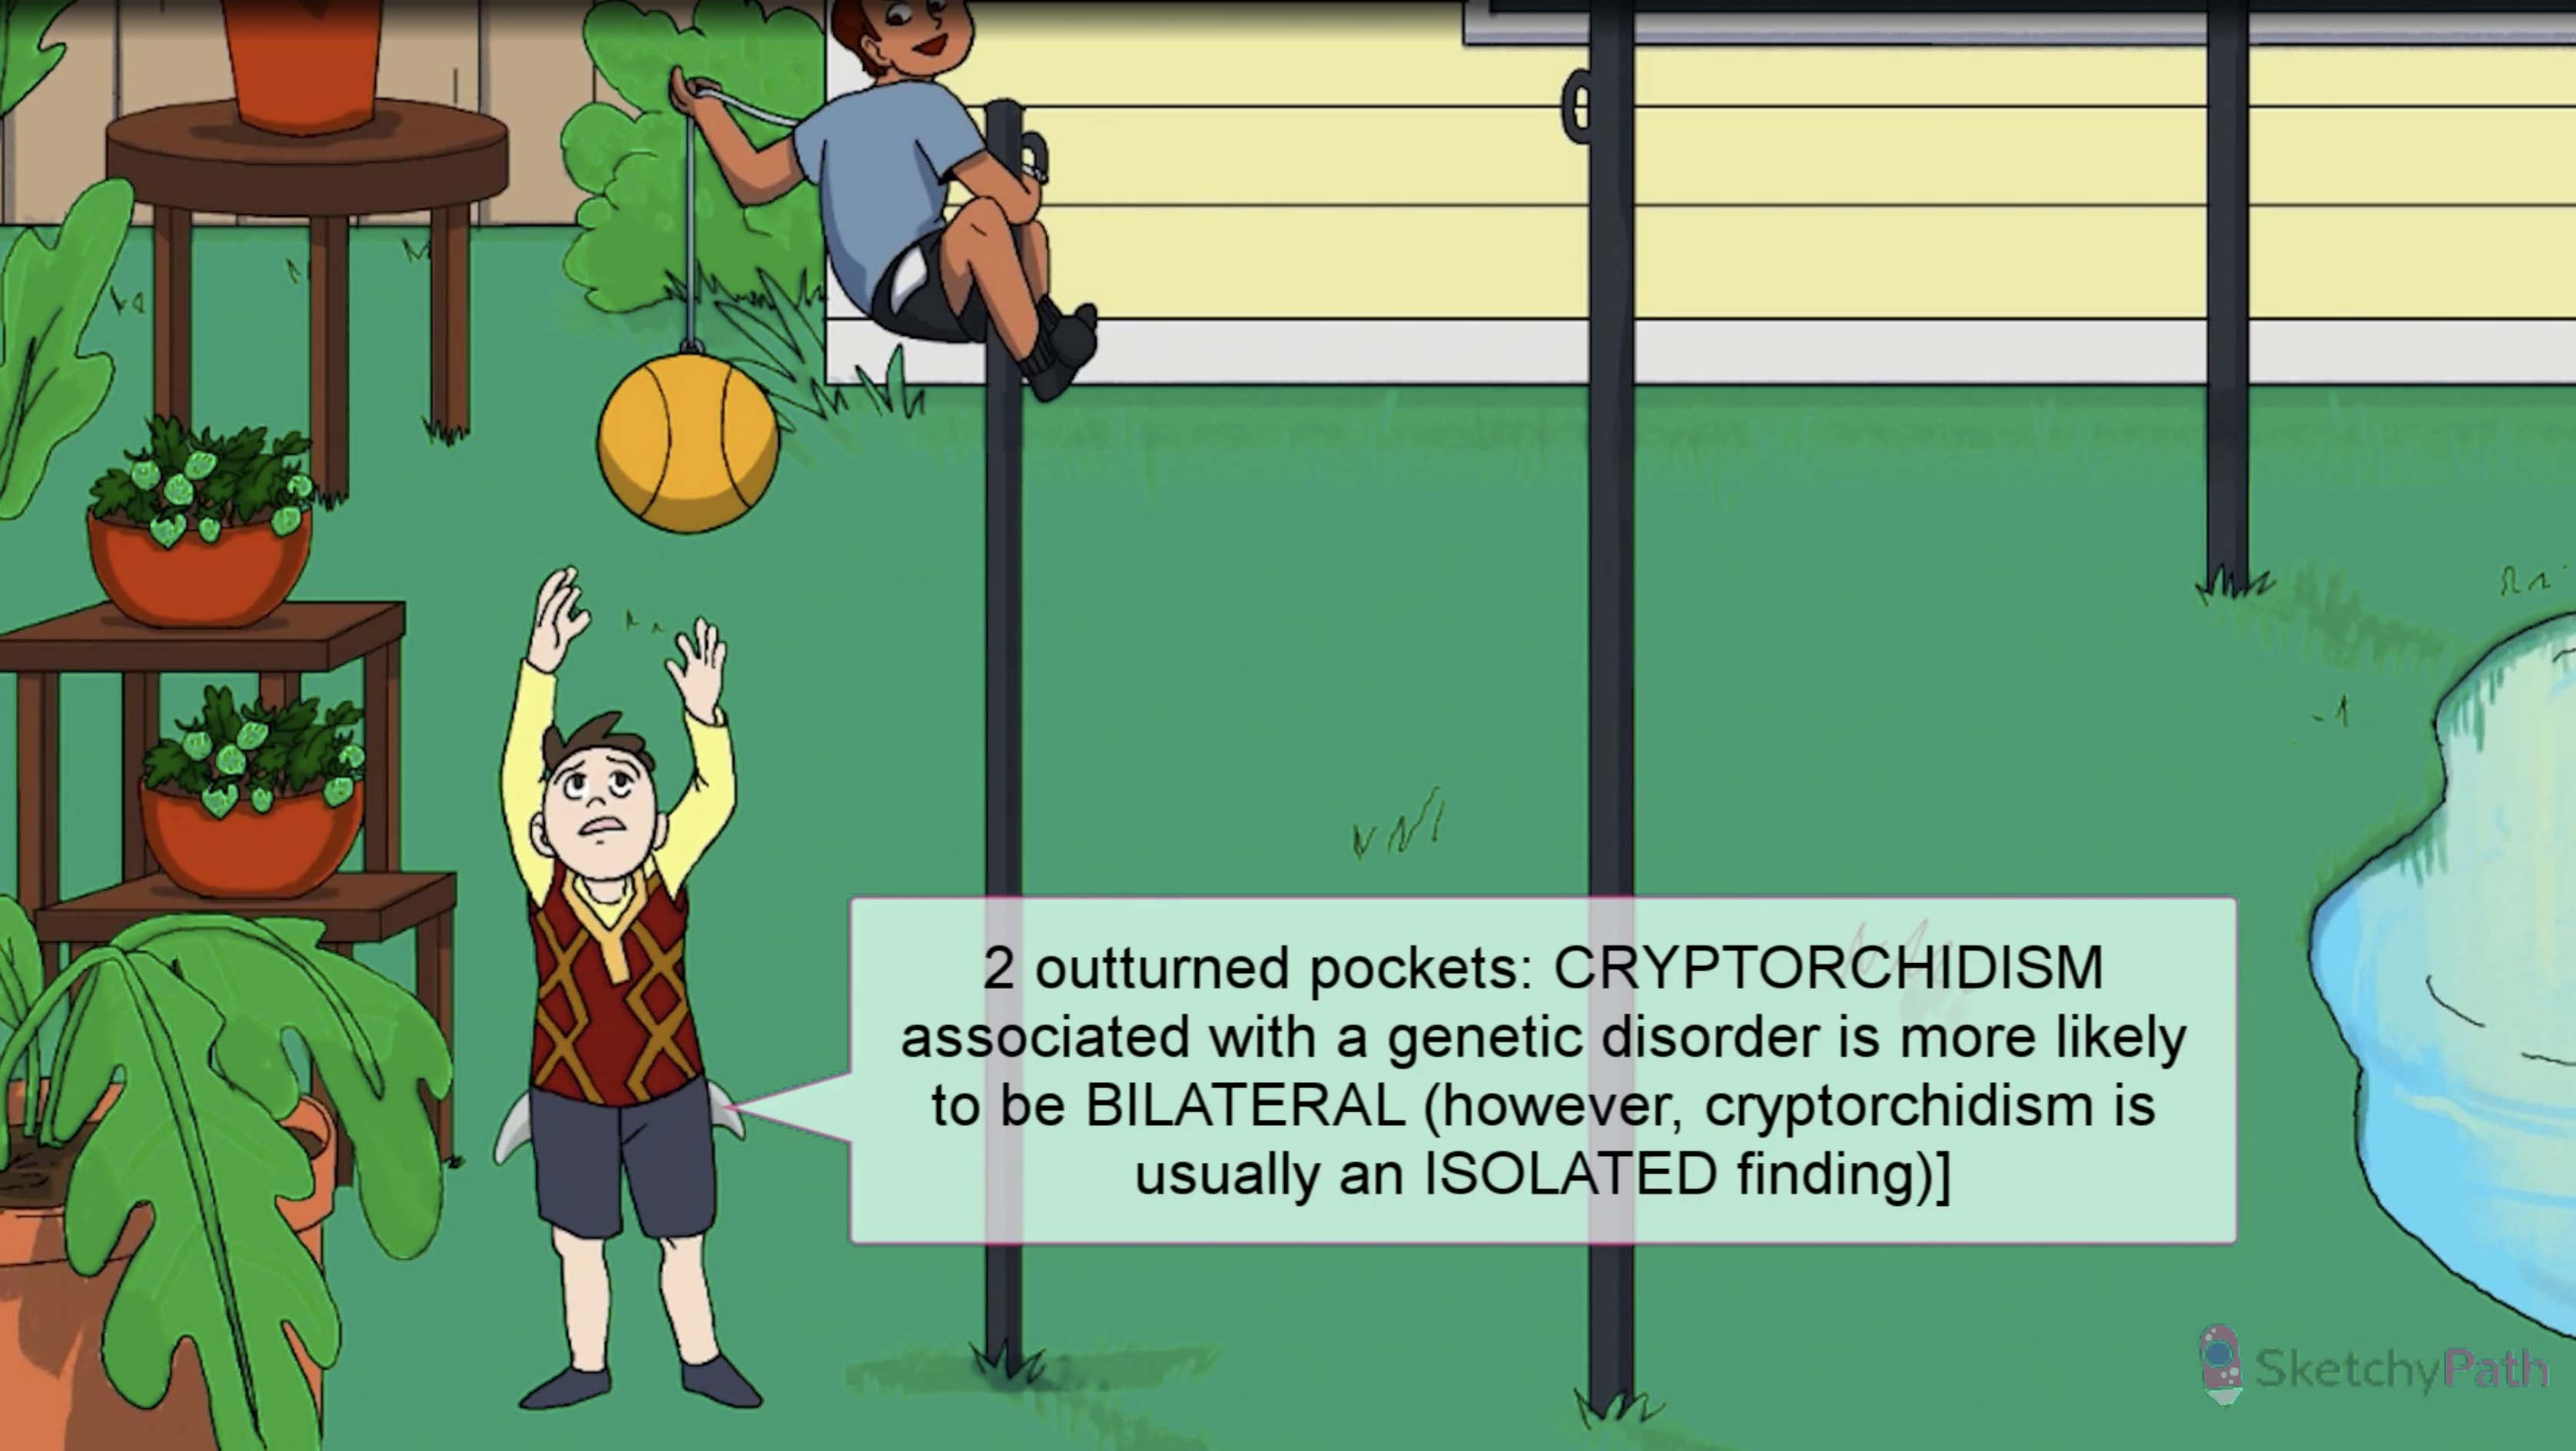 2 outturned pockets: CRYPTORCHIDISM
associated with a genetic disorder is more likely
to be BILATERAL (however, cryptorchidism is
usually an ISOLATED finding)]
SketchyPath